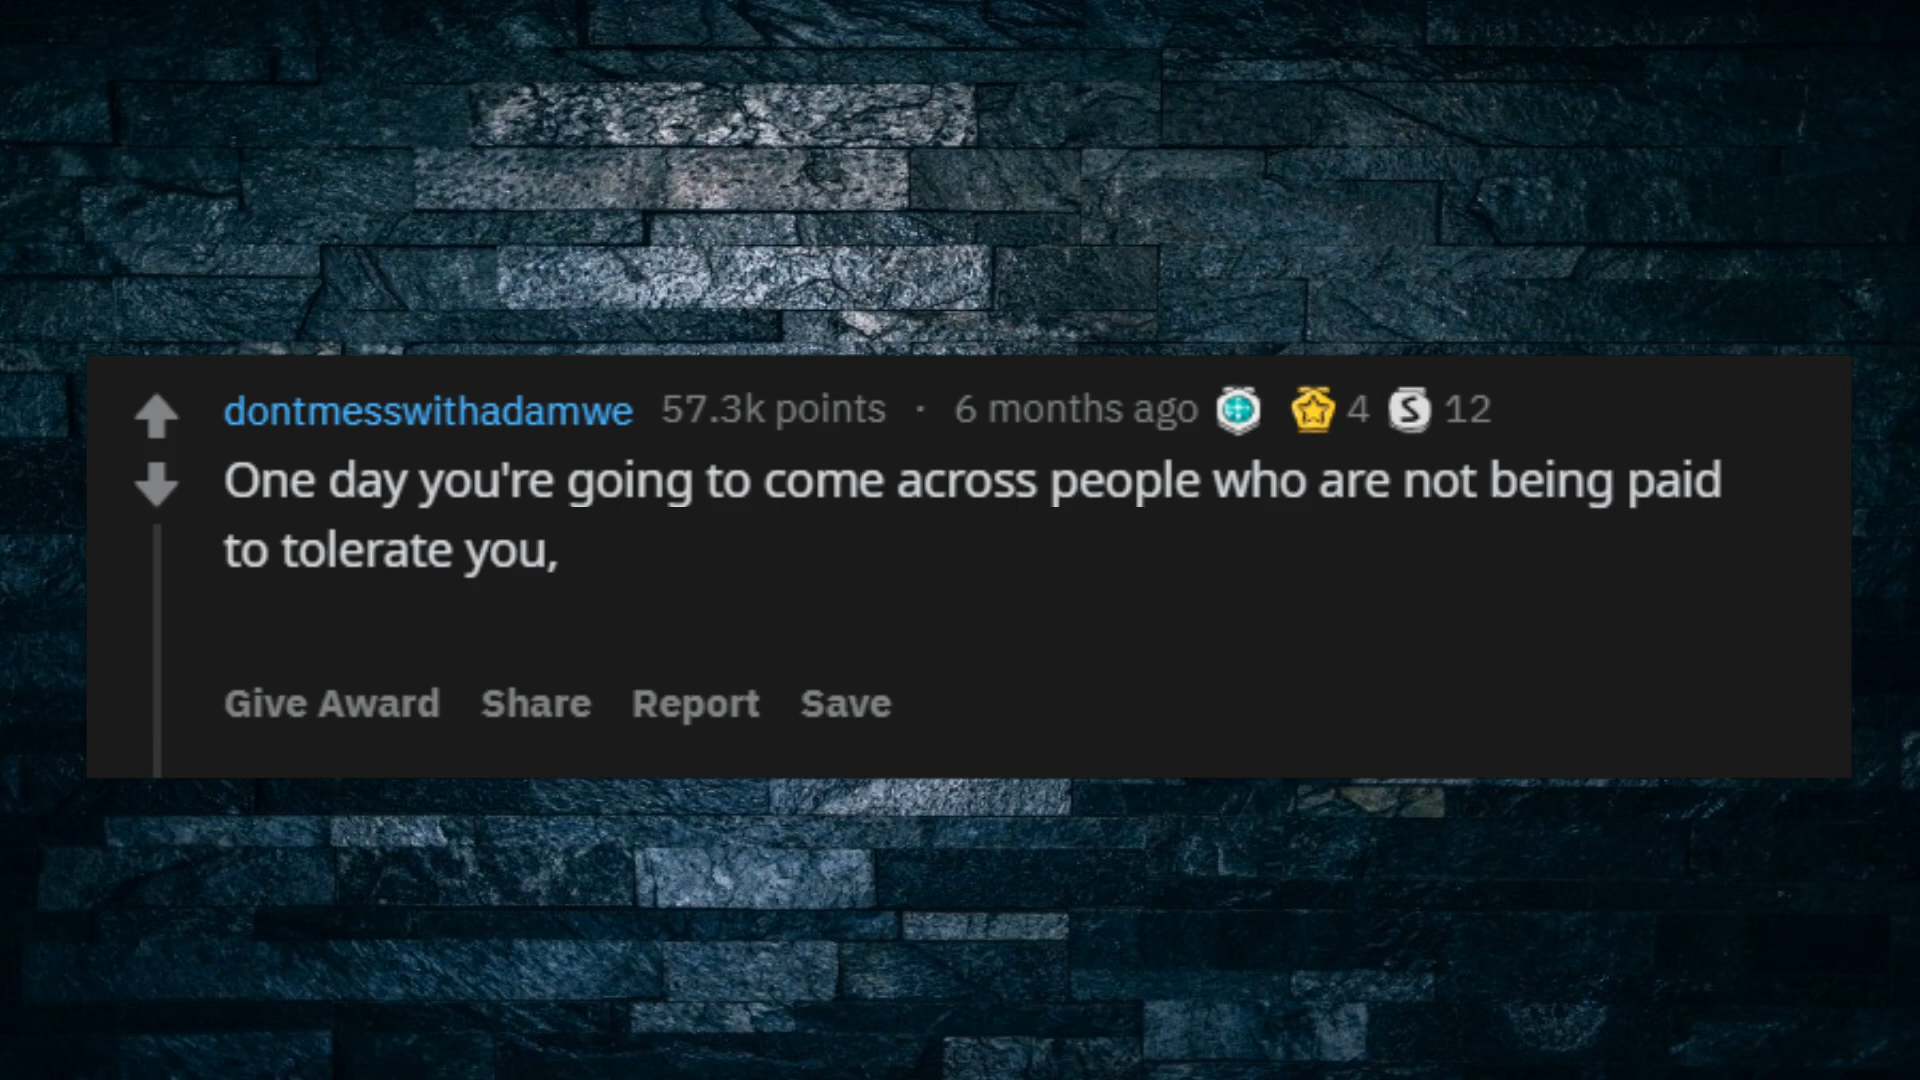 dontmesswithadamwe 57.3k points · 6 months ago 4 S 12
One day you're going to come across people who are not being paid
to tolerate you,
Give Award Share Report Save